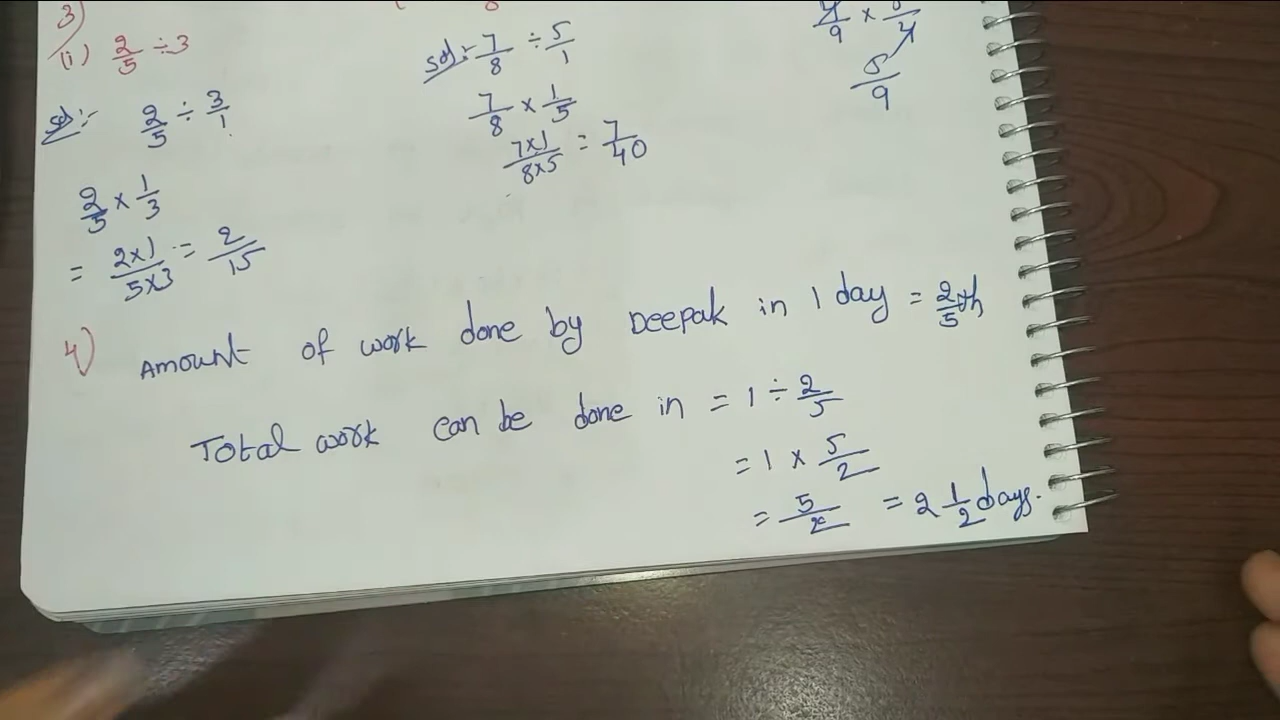 3)
(i) 2/5 ÷ 3
Sol:- 2/5 ÷ 3/1
2/5 × 1/3
= 2×1/5×3 = 2/15
Sol:- 7/8 ÷ 5/1
7/8 × 1/5
7×1/8×5 = 7/40
5/9
4) Amount of work done by Deepak in 1 day = 2/5th
Total work can be done in = 1 ÷ 2/5
= 1 × 5/2
= 5/2 = 2 1/2 days.